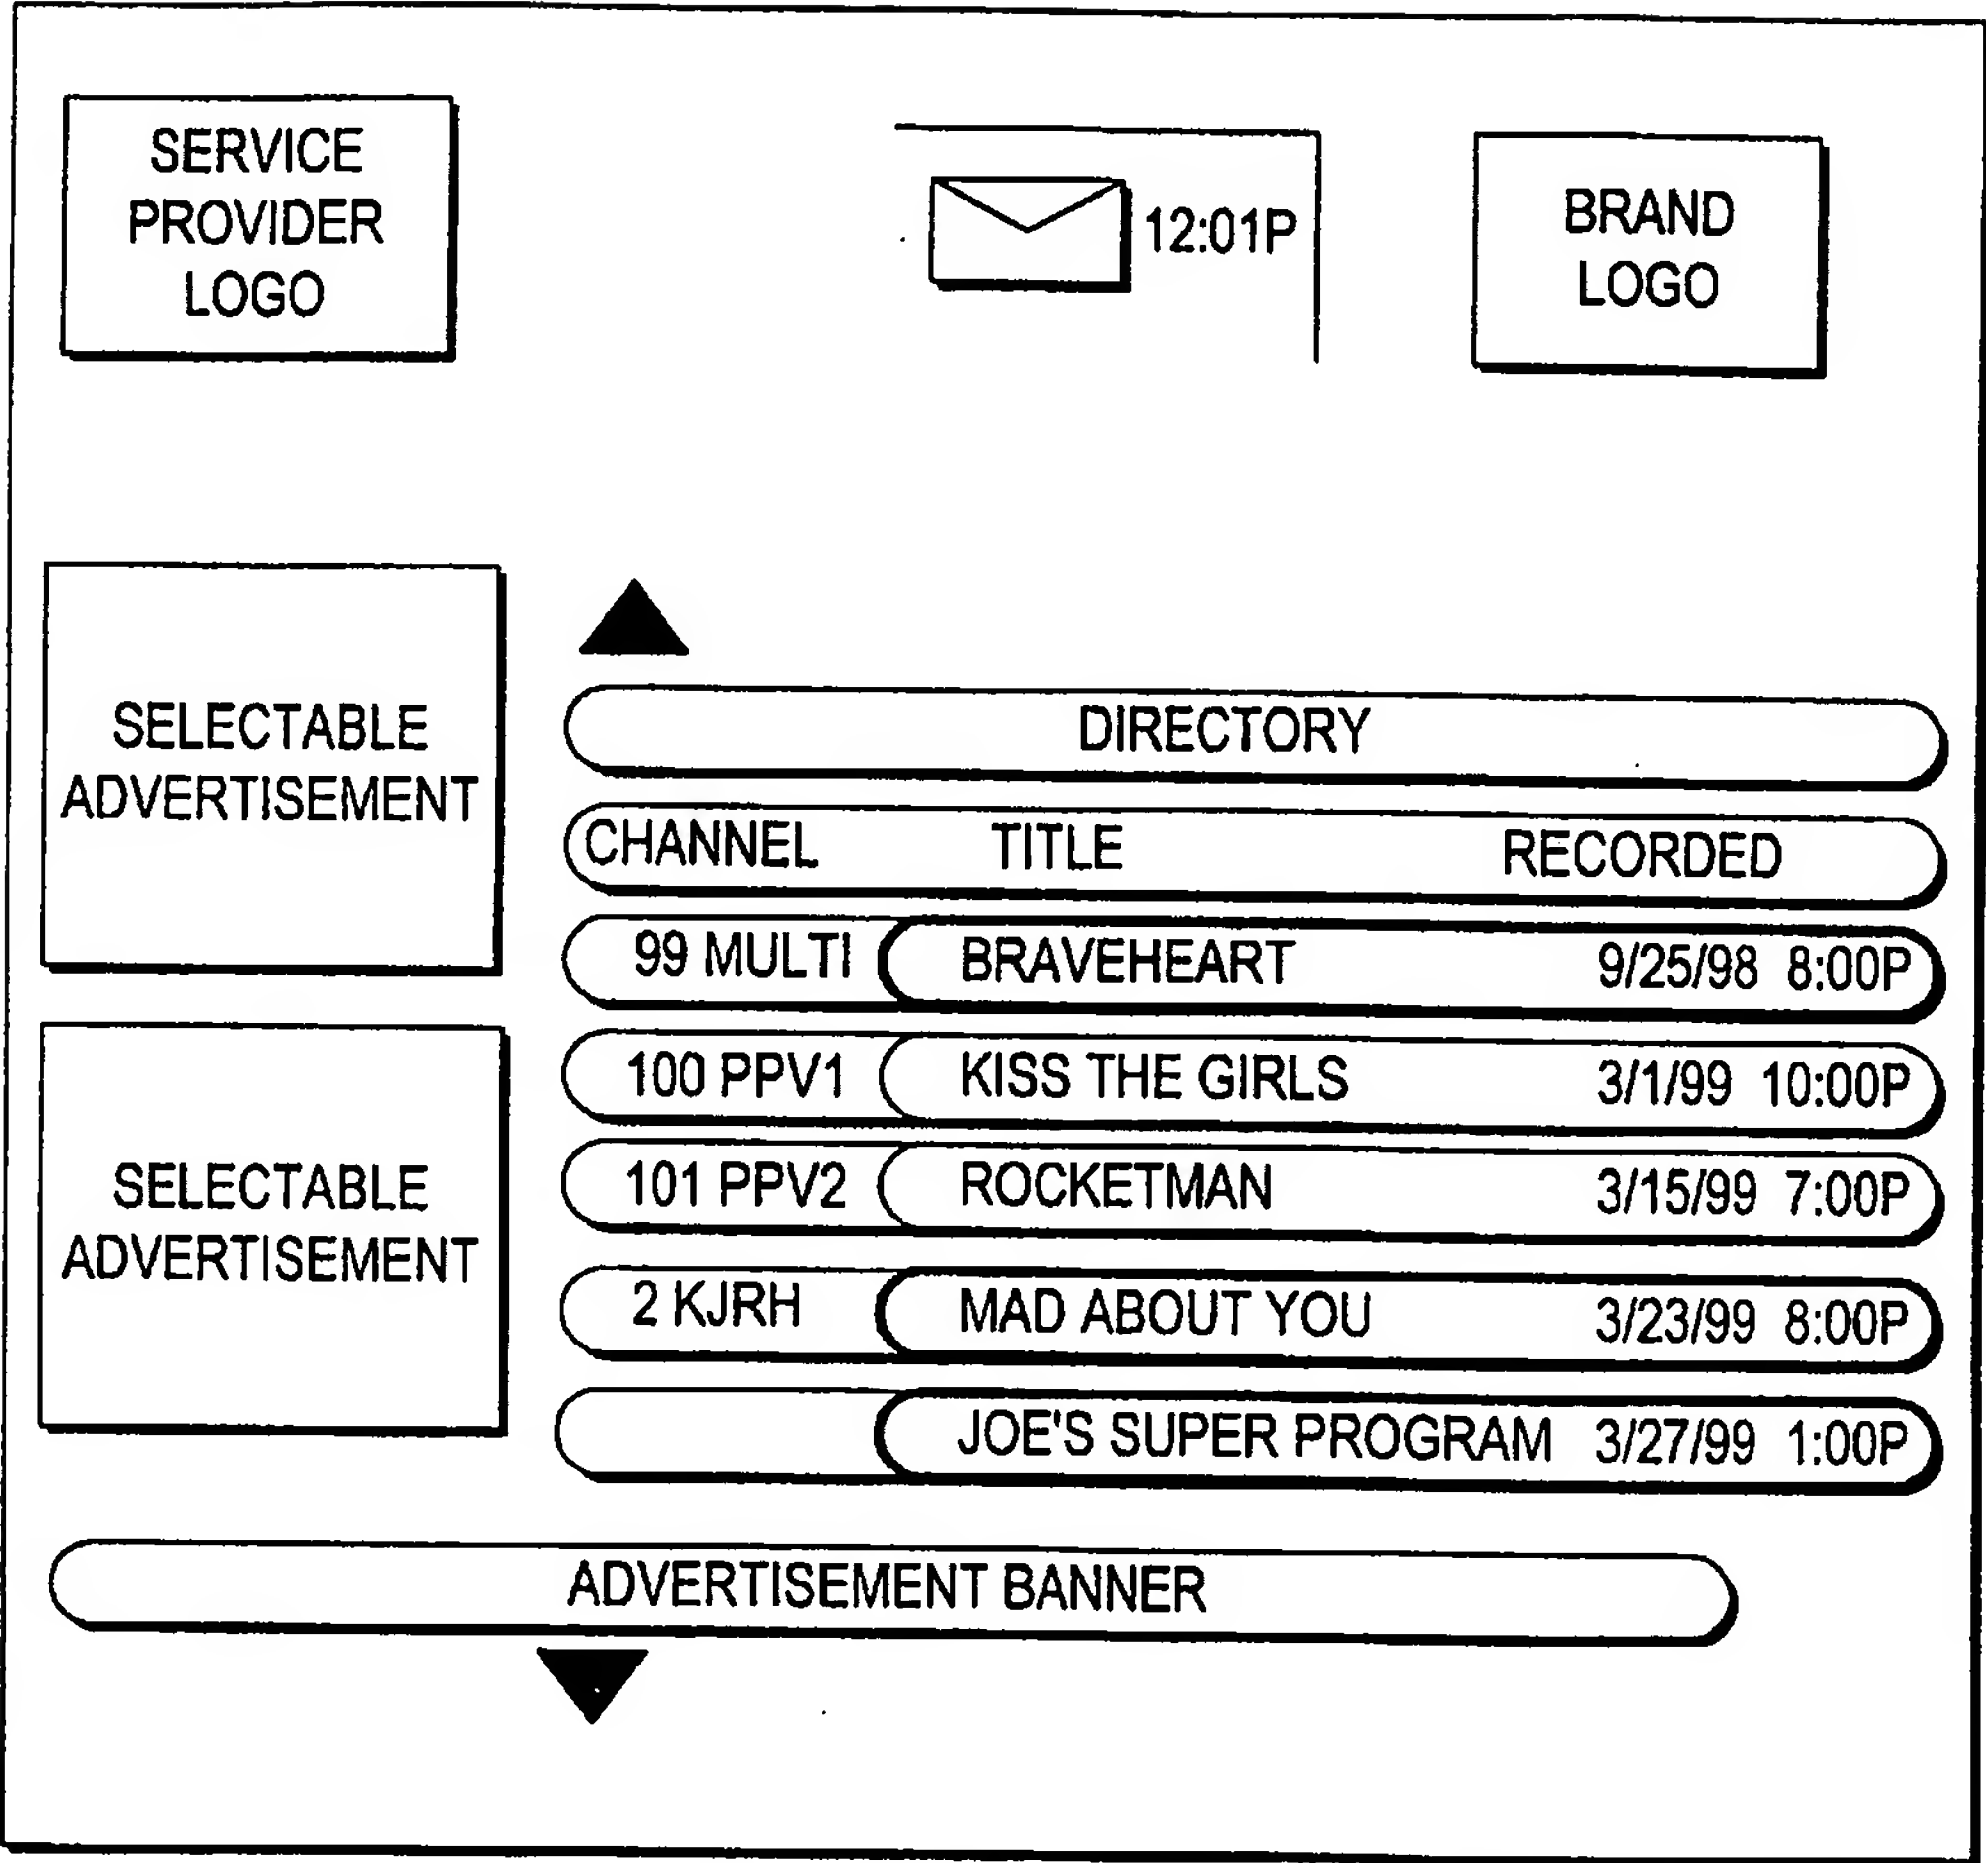 SERVICE
PROVIDER
LOGO
12:01P
BRAND
LOGO
SELECTABLE
ADVERTISEMENT
SELECTABLE
ADVERTISEMENT
DIRECTORY
CHANNEL TITLE RECORDED
99 MULTI BRAVEHEART 9/25/98 8:00P
100 PPV1 KISS THE GIRLS 3/1/99 10:00P
101 PPV2 ROCKETMAN 3/15/99 7:00P
2 KJRH MAD ABOUT YOU 3/23/99 8:00P
JOE'S SUPER PROGRAM 3/27/99 1:00P
ADVERTISEMENT BANNER